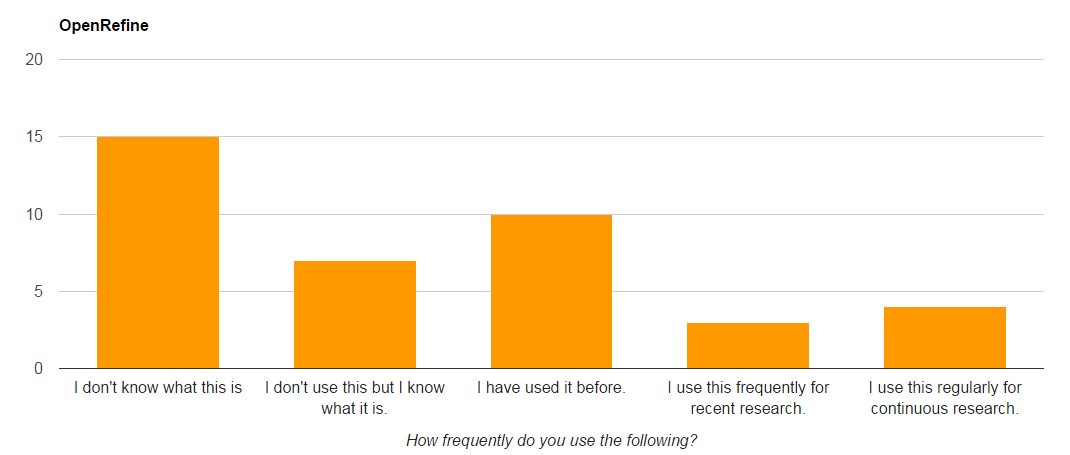 OpenRefine
20
15
10
5
0
I don't know what this is
I don't use this but I know
what it is.
I have used it before.
I use this frequently for
recent research.
I use this regularly for
continuous research.
How frequently do you use the following?